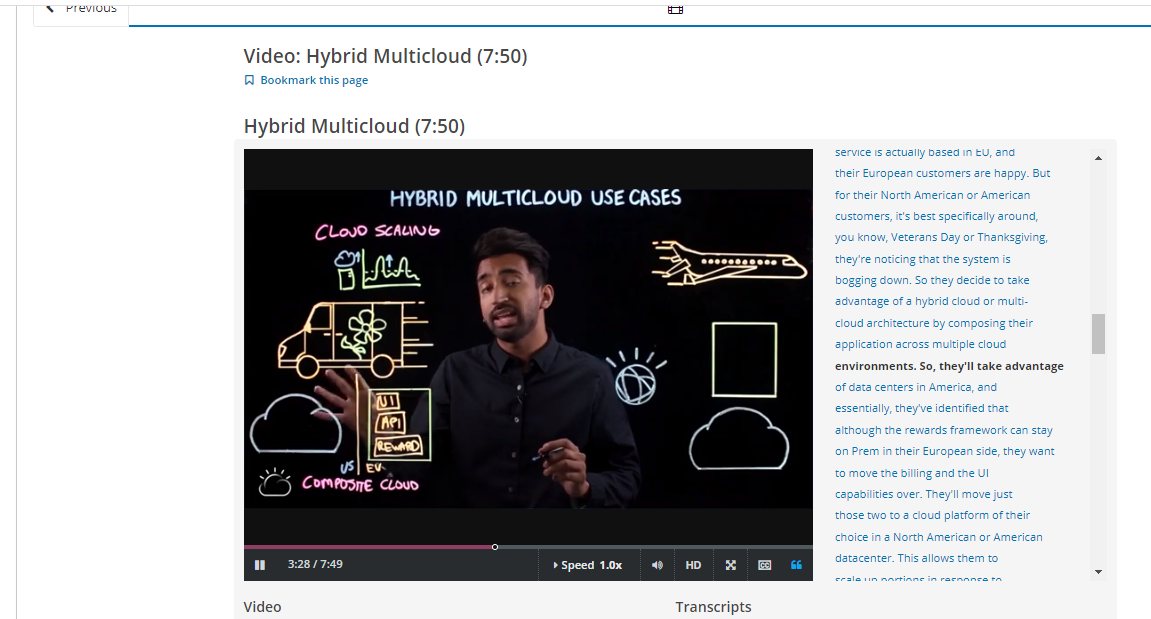 Previous
Video: Hybrid Multicloud (7:50)
Bookmark this page
Hybrid Multicloud (7:50)
HYBRID MULTICLOUD USE CASES
CLOUD SCALING
UI
API
REWARD
US EU
COMPOSITE CLOUD
3:28 / 7:49
Speed 1.0x
HD
CC
service is actually based in EU, and
their European customers are happy. But
for their North American or American
customers, it's best specifically around,
you know, Veterans Day or Thanksgiving,
they're noticing that the system is
bogging down. So they decide to take
advantage of a hybrid cloud or multi-
cloud architecture by composing their
application across multiple cloud
environments. So, they'll take advantage
of data centers in America, and
essentially, they've identified that
although the rewards framework can stay
on Prem in their European side, they want
to move the billing and the UI
capabilities over. They'll move just
those two to a cloud platform of their
choice in a North American or American
datacenter. This allows them to
scale up portions in response to
Video
Transcripts